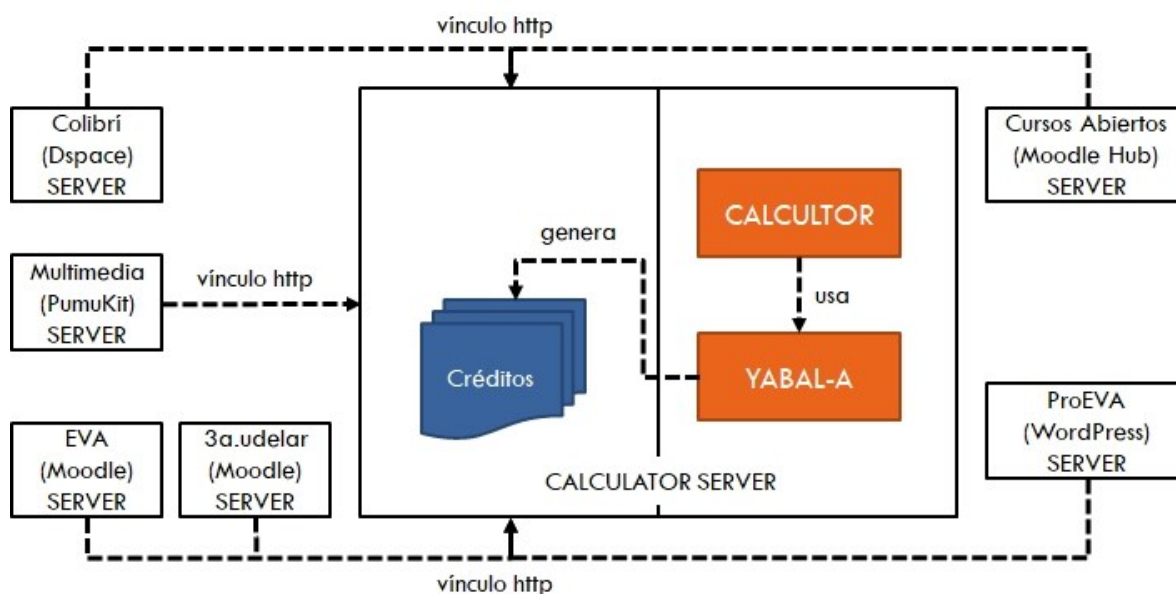 vínculo http
Colibrí
(Dspace)
SERVER
Cursos Abiertos
(Moodle Hub)
SERVER
CALCULTOR
genera
usa
Multimedia
(PumuKit)
SERVER
vínculo http
Créditos
YABAL-A
EVA
(Moodle)
SERVER
3a.udelar
(Moodle)
SERVER
CALCULATOR SERVER
ProEVA
(WordPress)
SERVER
vínculo http